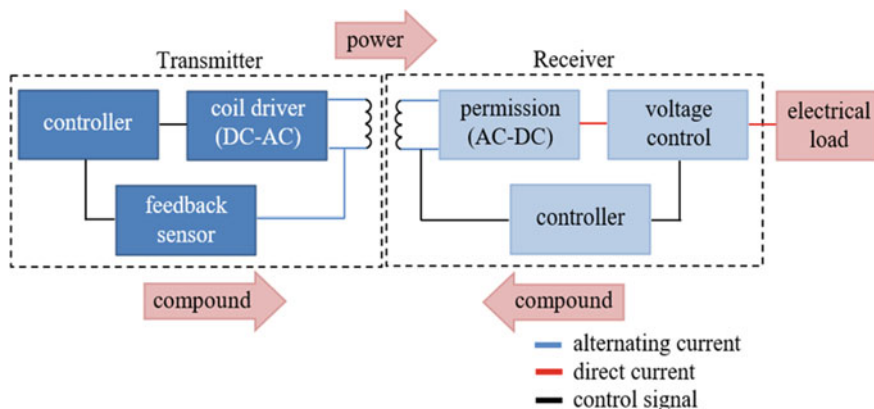 power
Transmitter
Receiver
controller
coil driver
(DC-AC)
permission
(AC-DC)
voltage
control
electrical
load
feedback
sensor
controller
compound
compound
alternating current
direct current
control signal